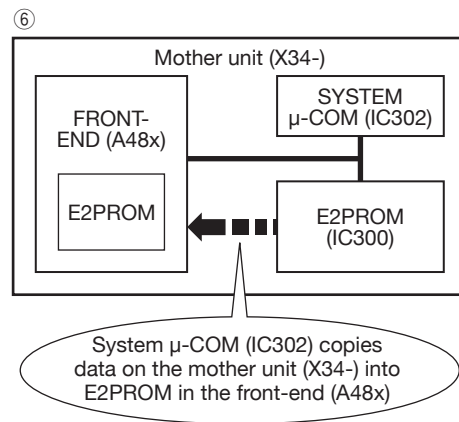 ⑥
Mother unit (X34-)
FRONT-
END (A48x)
E2PROM
SYSTEM
μ-COM (IC302)
E2PROM
(IC300)
System μ-COM (IC302) copies
data on the mother unit (X34-) into
E2PROM in the front-end (A48x)